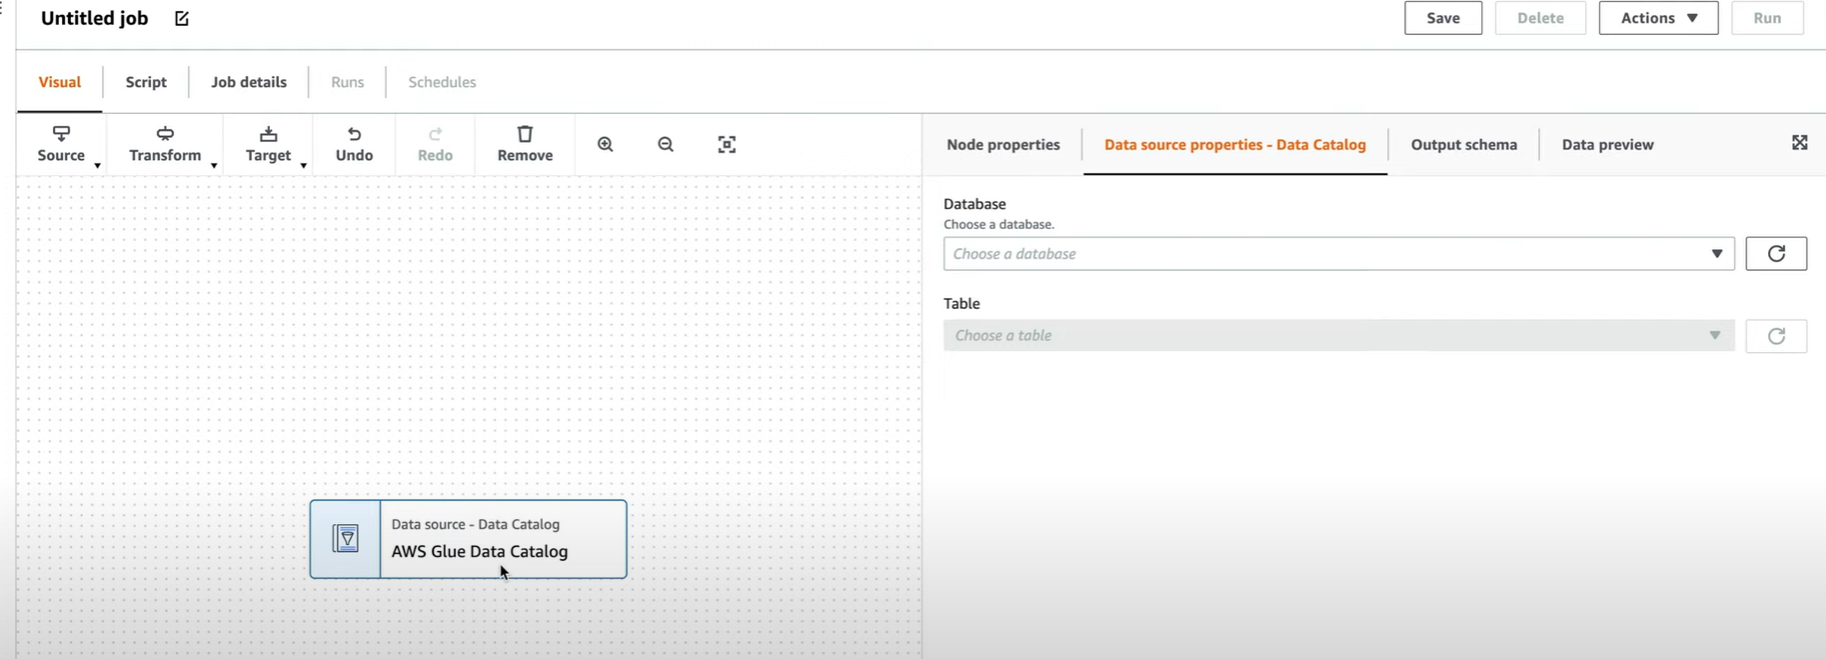 Untitled job
Save
Delete
Actions
Run
Visual
Script
Job details
Runs
Schedules
Source
Transform
Target
Undo
Redo
Remove
Node properties
Data source properties - Data Catalog
Output schema
Data preview
Database
Choose a database.
Choose a database
Table
Choose a table
Data source - Data Catalog
AWS Glue Data Catalog